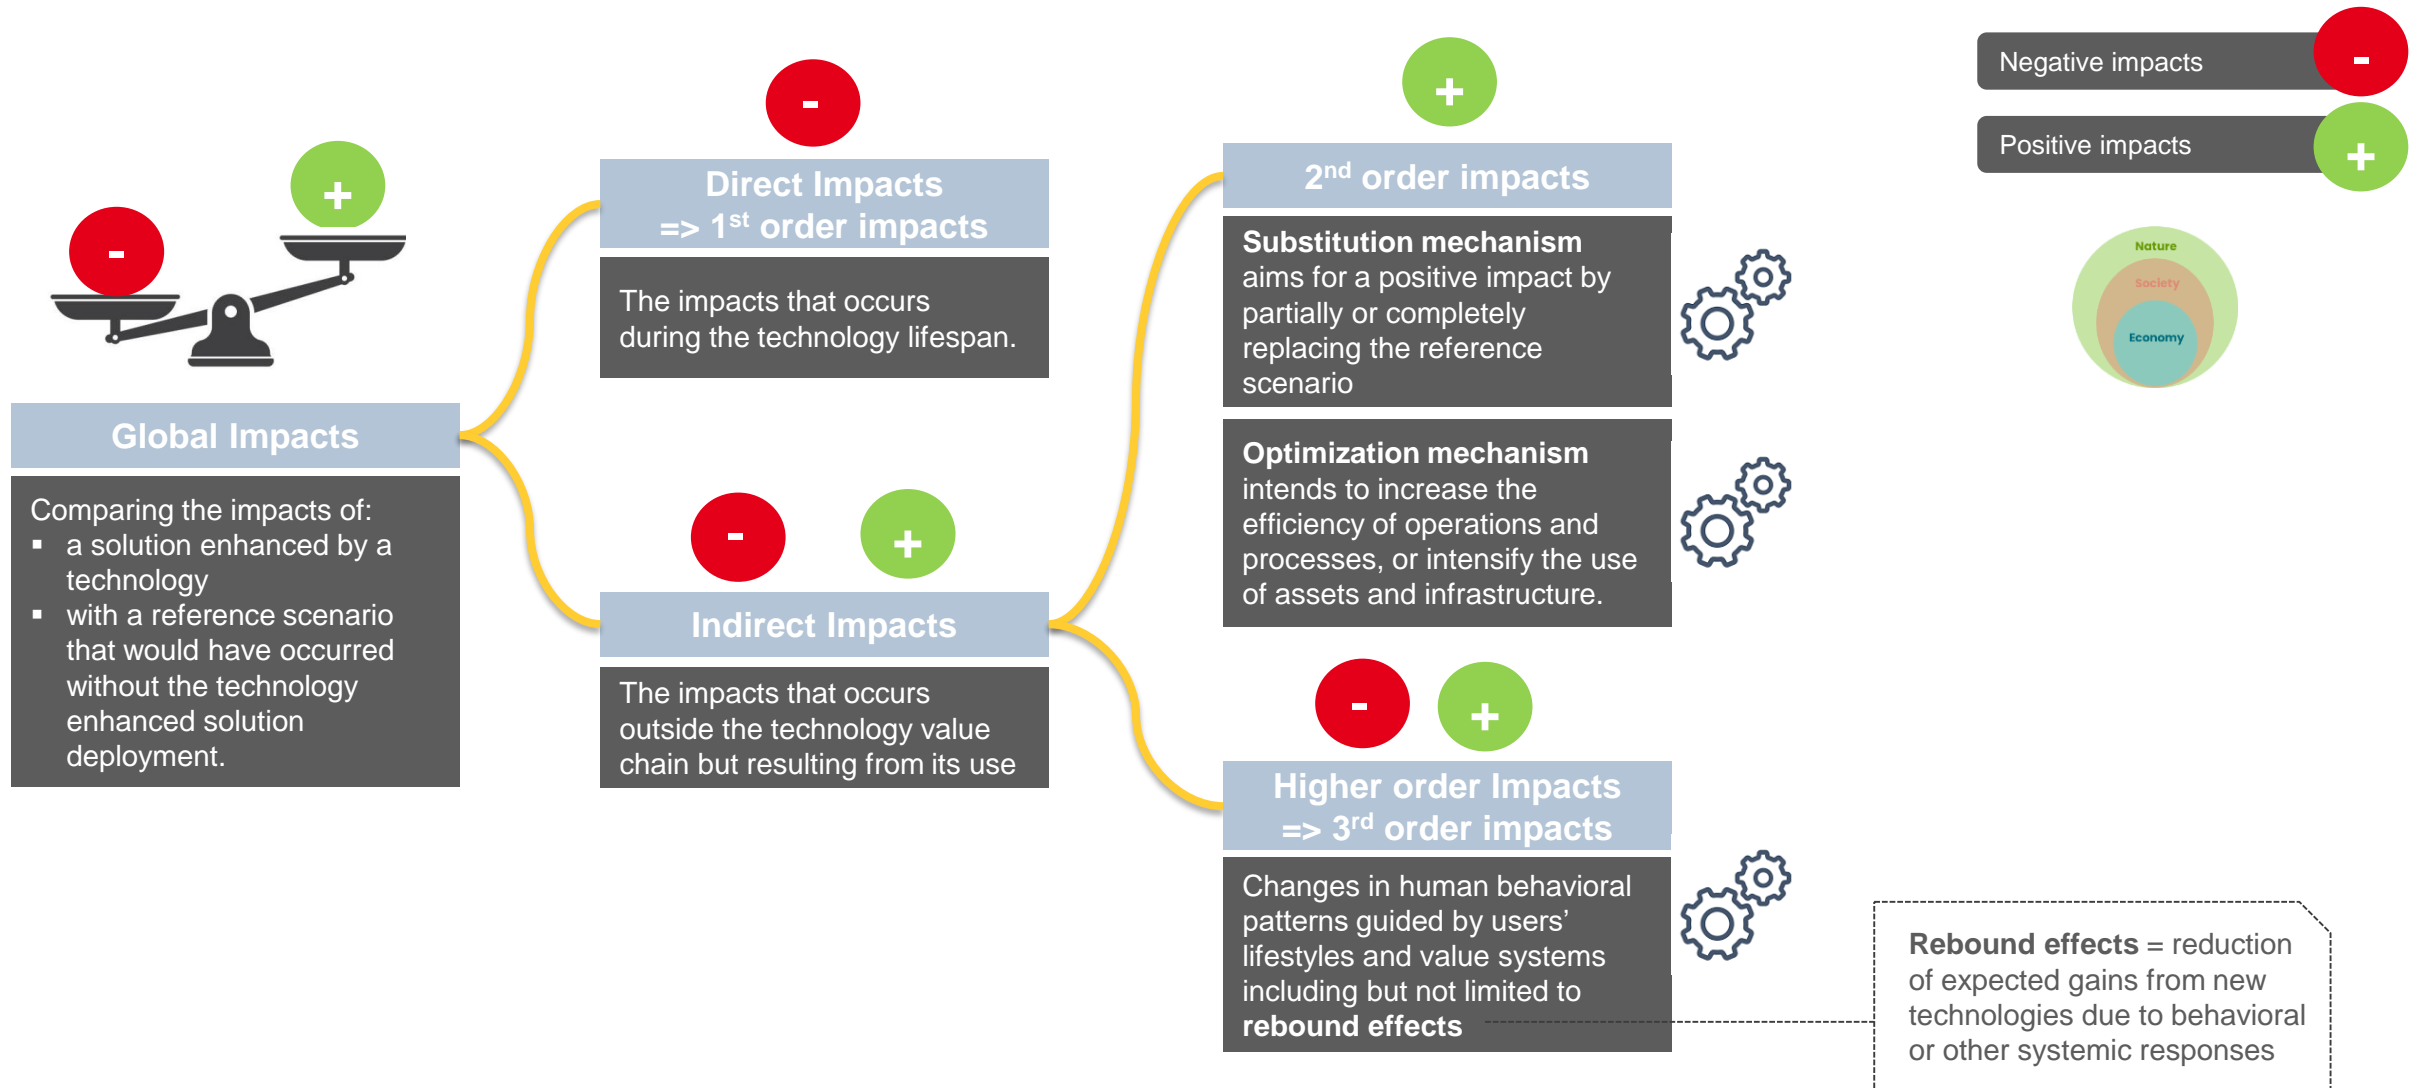 -
+
Global Impacts
Comparing the impacts of:
▪ a solution enhanced by a
technology
▪ with a reference scenario
that would have occurred
without the technology
enhanced solution
deployment.
-
Direct Impacts
=> 1st order impacts
The impacts that occurs
during the technology lifespan.
-
+
Indirect Impacts
The impacts that occurs
outside the technology value
chain but resulting from its use
+
2nd order impacts
Substitution mechanism
aims for a positive impact by
partially or completely
replacing the reference
scenario
Optimization mechanism
intends to increase the
efficiency of operations and
processes, or intensify the use
of assets and infrastructure.
-
+
Higher order Impacts
=> 3rd order impacts
Changes in human behavioral
patterns guided by users’
lifestyles and value systems
including but not limited to
rebound effects
Negative impacts -
Positive impacts +
Nature
Society
Economy
Rebound effects = reduction
of expected gains from new
technologies due to behavioral
or other systemic responses